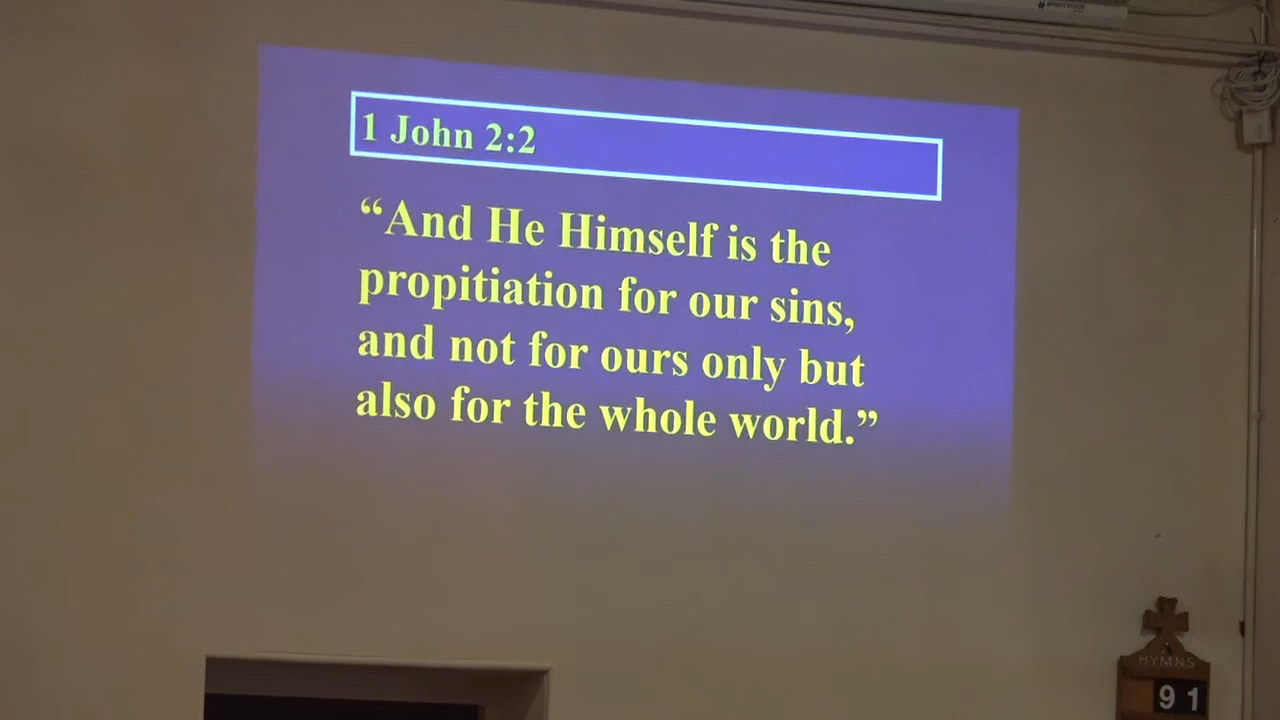 1 John 2:2
“And He Himself is the
propitiation for our sins,
and not for ours only but
also for the whole world.”
HYMNS
91